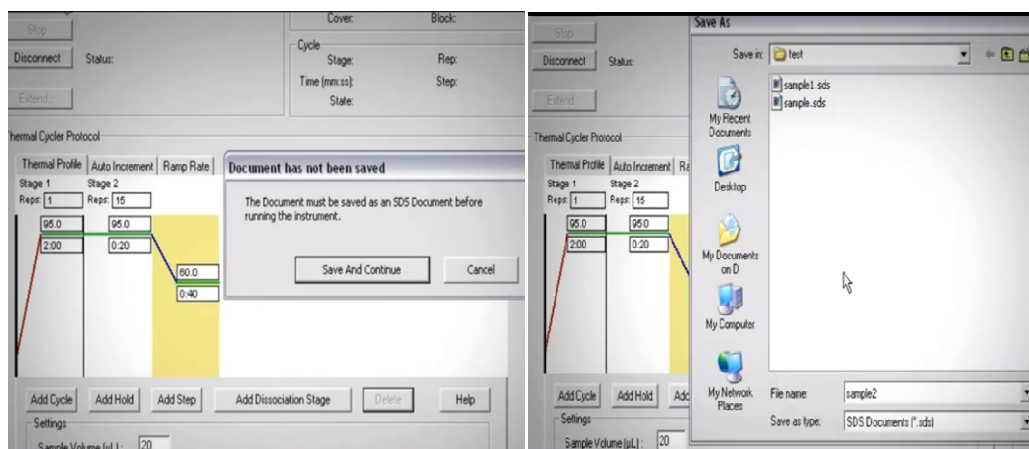 Stop
Cover: Block:
Disconnect Status:
Cycle
Stage: Rep:
Time (mm:ss): Step:
State:
Extend...
Thermal Cycler Protocol
Thermal Profile Auto Increment Ramp Rate
Stage 1 Stage 2
Reps: 1 Reps: 15
95.0 95.0
2:00 0:20
60.0
0:40
Document has not been saved
The Document must be saved as an SDS Document before
running the instrument.
Save And Continue Cancel
Add Cycle Add Hold Add Step Add Dissociation Stage Delete Help
Settings
Sample Volume (µL) : 20
Stop
Disconnect Status:
Extend...
Thermal Cycler Protocol
Thermal Profile Auto Increment Ra
Stage 1 Stage 2
Reps: 1 Reps: 15
95.0 95.0
2:00 0:20
Add Cycle Add Hold Add
Settings
Sample Volume (µL) : 20
Save As
Save in: test
sample1.sds
sample.sds
My Recent
Documents
Desktop
My Documents
on D
My Computer
My Network
Places
File name: sample2
Save as type: SDS Documents (*.sds)